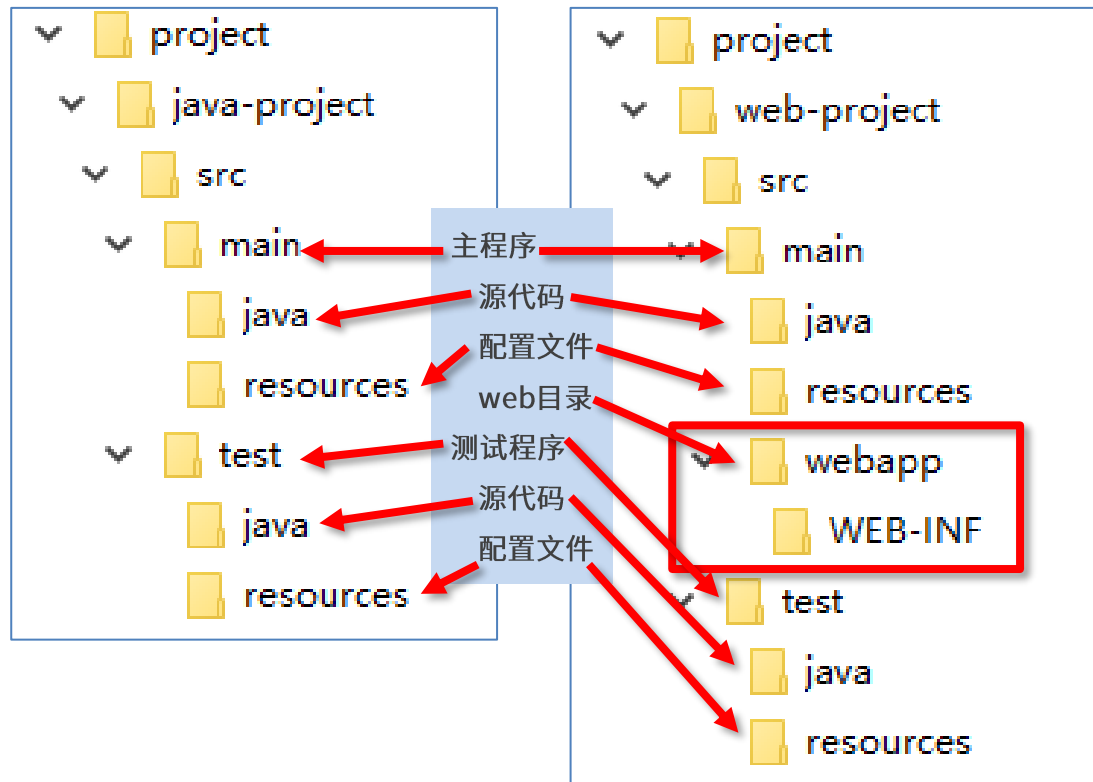 project
java-project
src
main
java
resources
test
java
resources
主程序
源代码
配置文件
web目录
测试程序
源代码
配置文件
project
web-project
src
main
java
resources
webapp
WEB-INF
test
java
resources